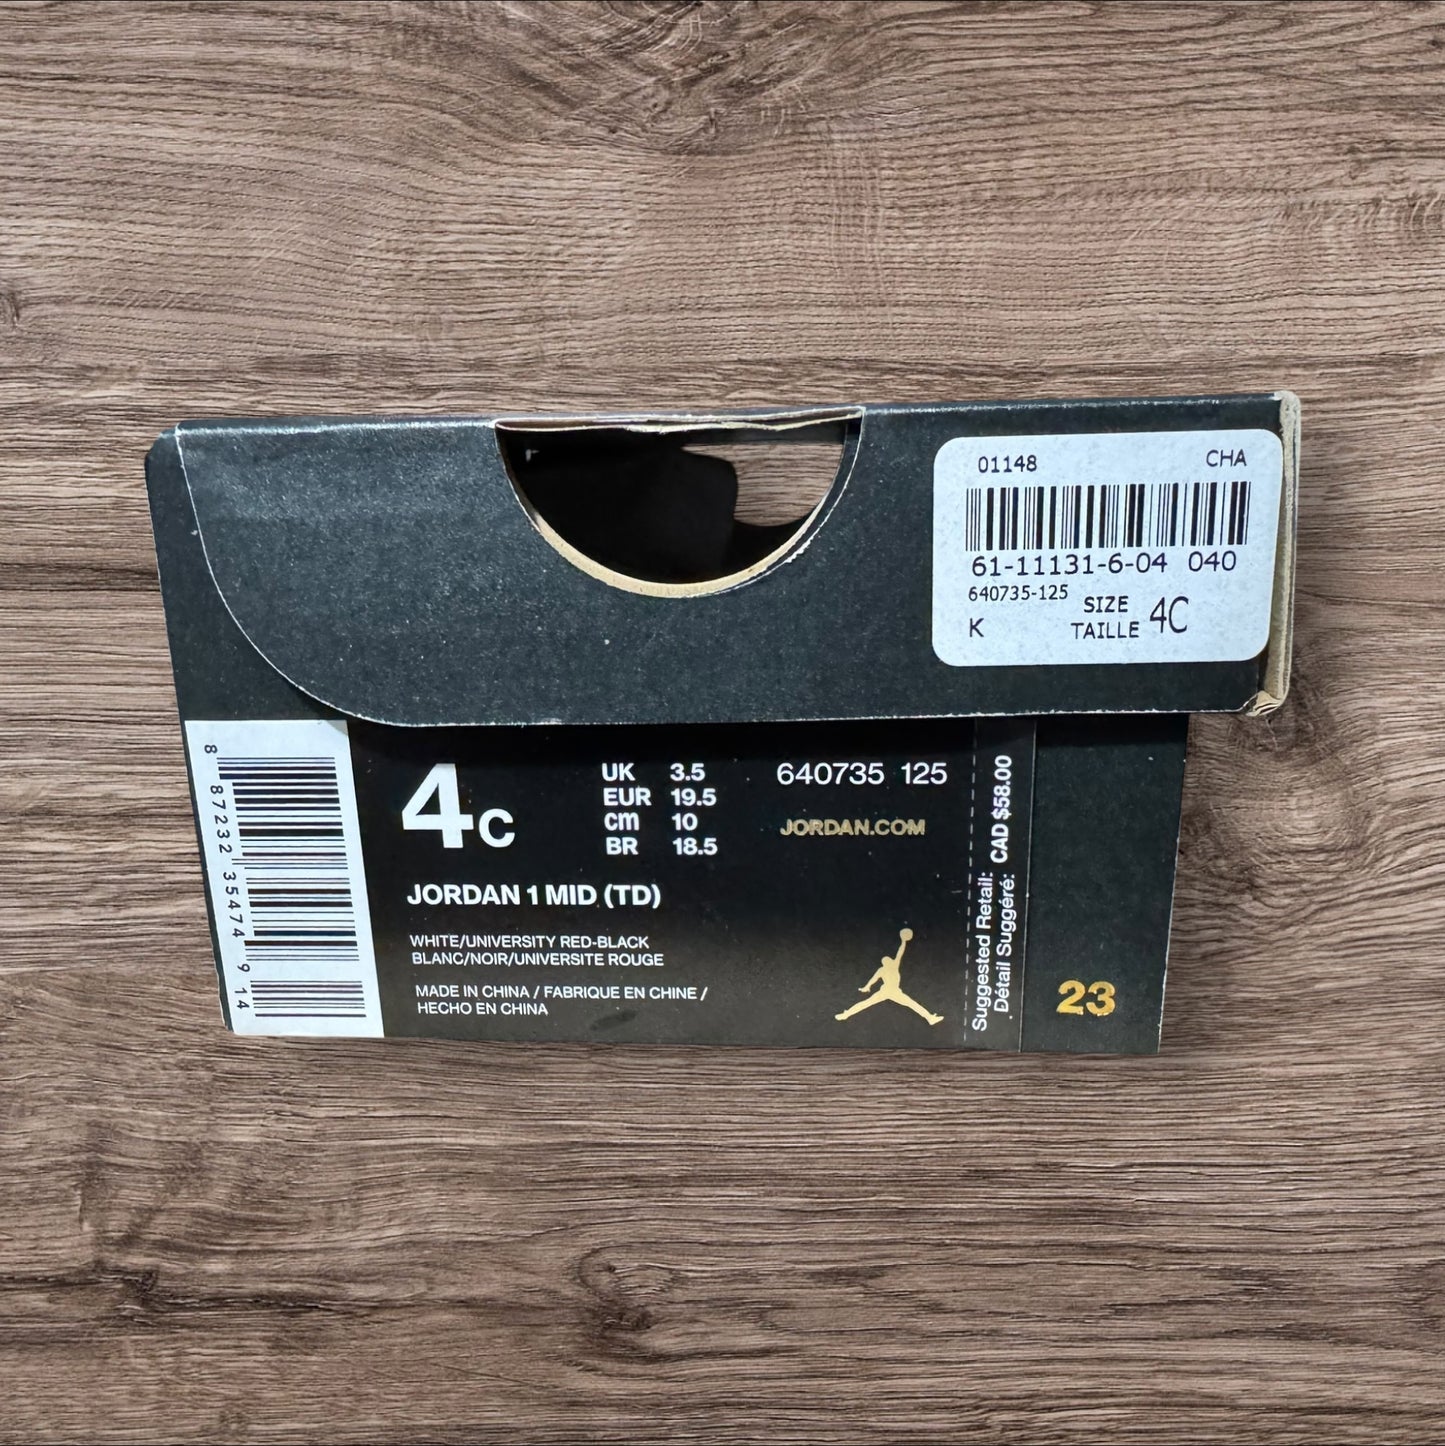 01148 CHA
61-11131-6-04 040
640735-125
SIZE
TAILLE 4C
K
8 87232 35474 9 14
4C
UK 3.5
EUR 19.5
cm 10
BR 18.5
640735 125
JORDAN.COM
JORDAN 1 MID (TD)
WHITE/UNIVERSITY RED-BLACK
BLANC/NOIR/UNIVERSITE ROUGE
MADE IN CHINA / FABRIQUE EN CHINE /
HECHO EN CHINA
Suggested Retail: CAD $58.00
Détail Suggéré:
23